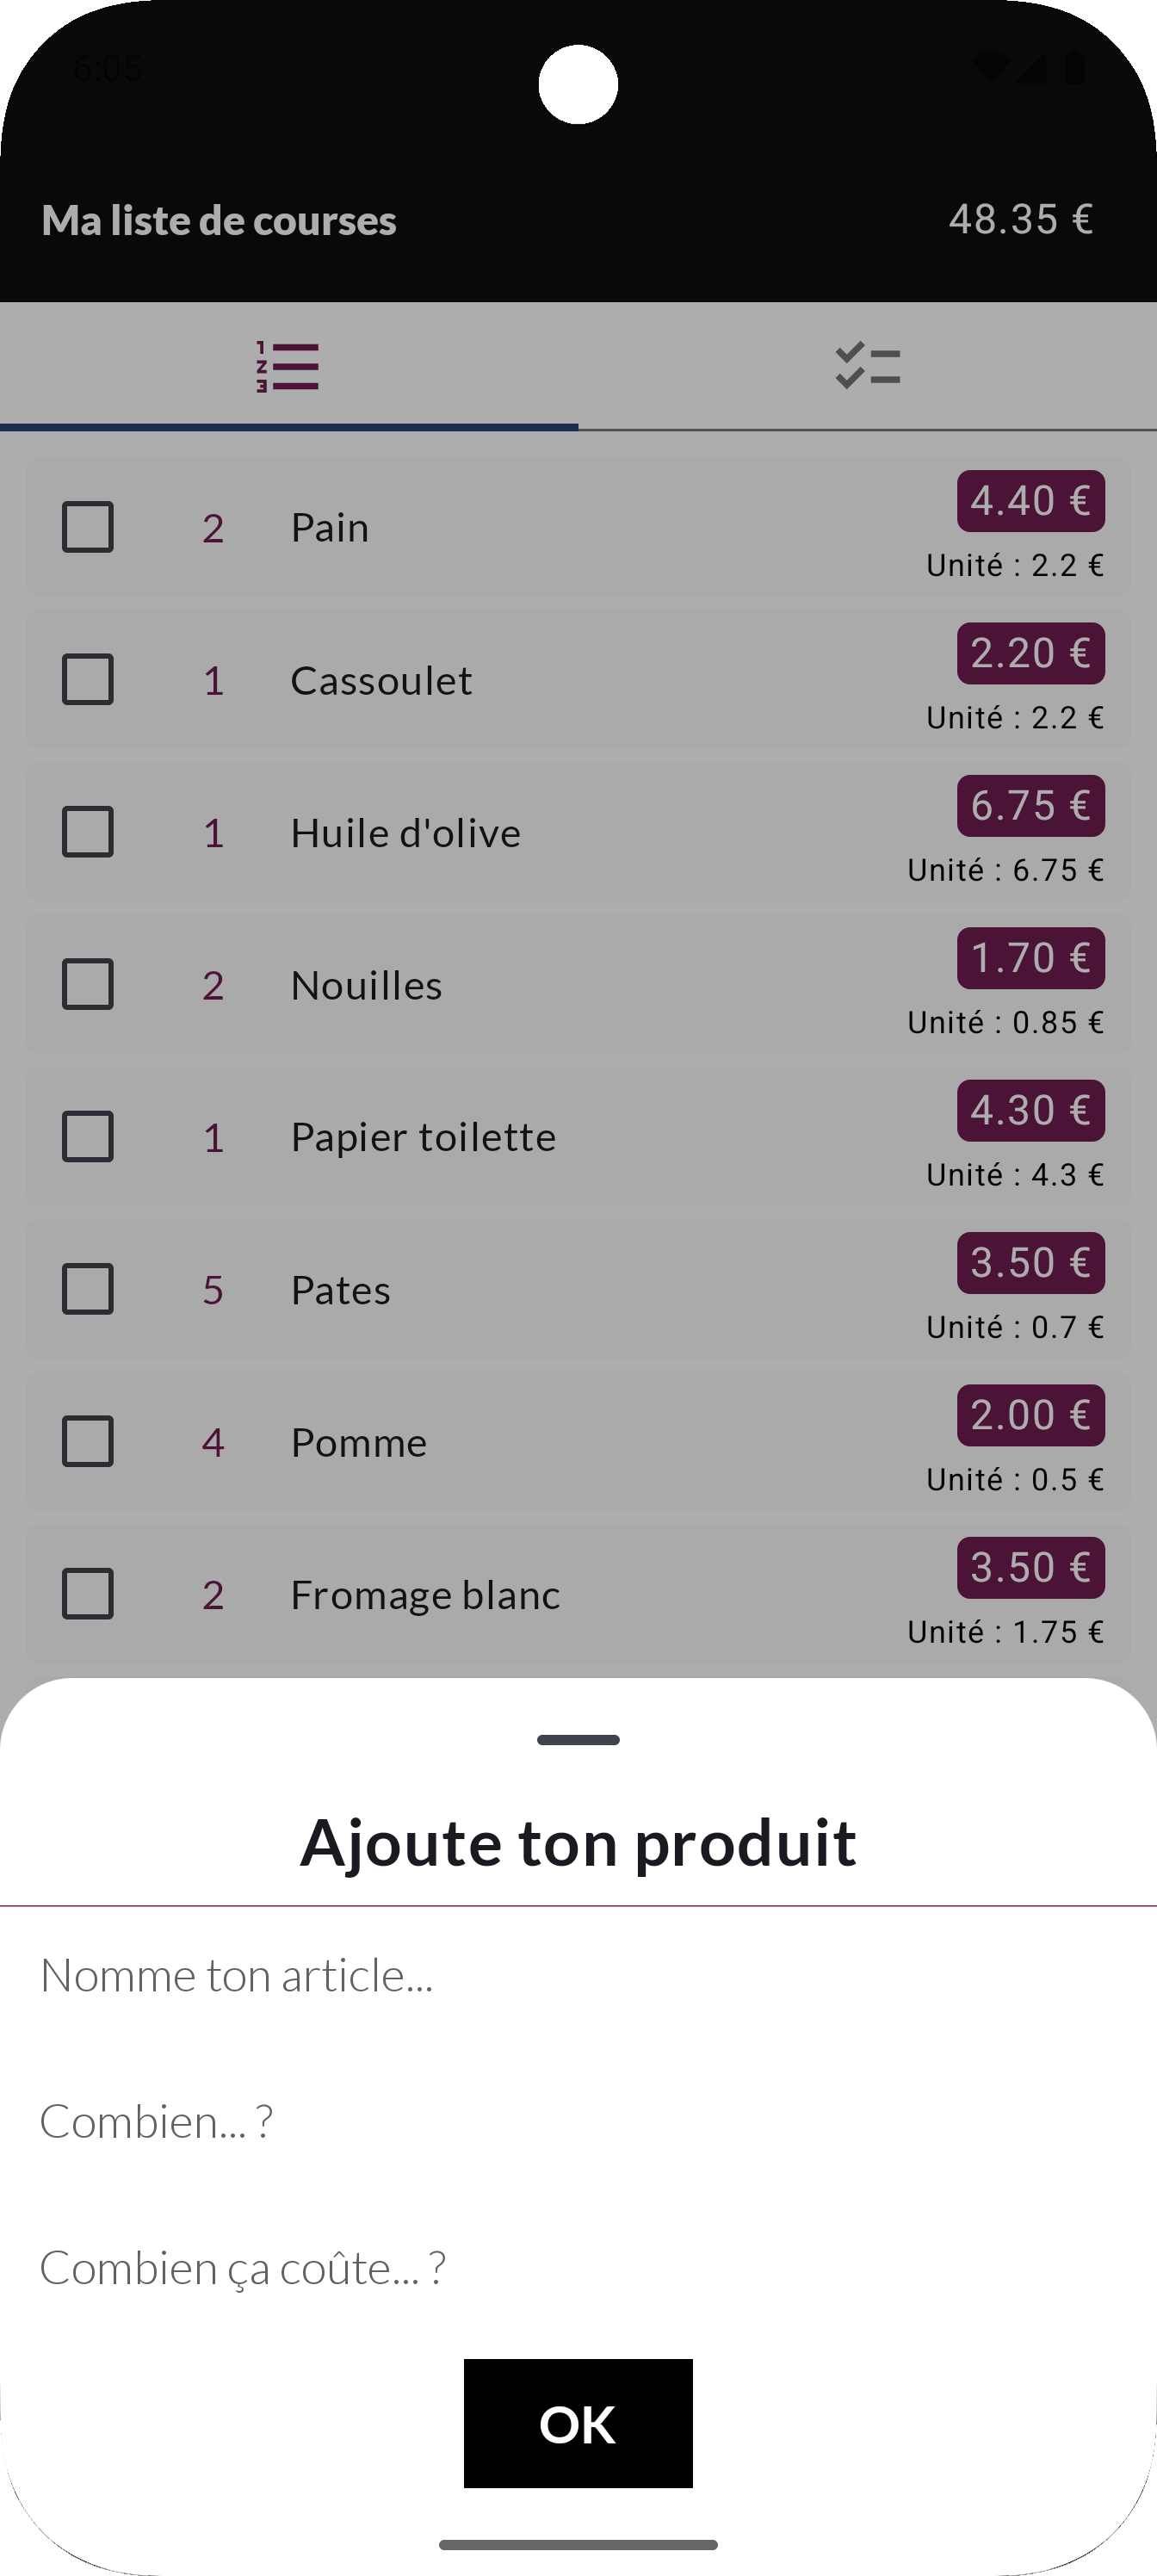 6:05
Ma liste de courses 48.35 €
2 Pain 4.40 €
Unité : 2.2 €
1 Cassoulet 2.20 €
Unité : 2.2 €
1 Huile d'olive 6.75 €
Unité : 6.75 €
2 Nouilles 1.70 €
Unité : 0.85 €
1 Papier toilette 4.30 €
Unité : 4.3 €
5 Pates 3.50 €
Unité : 0.7 €
4 Pomme 2.00 €
Unité : 0.5 €
2 Fromage blanc 3.50 €
Unité : 1.75 €
Ajoute ton produit
Nomme ton article...
Combien... ?
Combien ça coûte... ?
OK